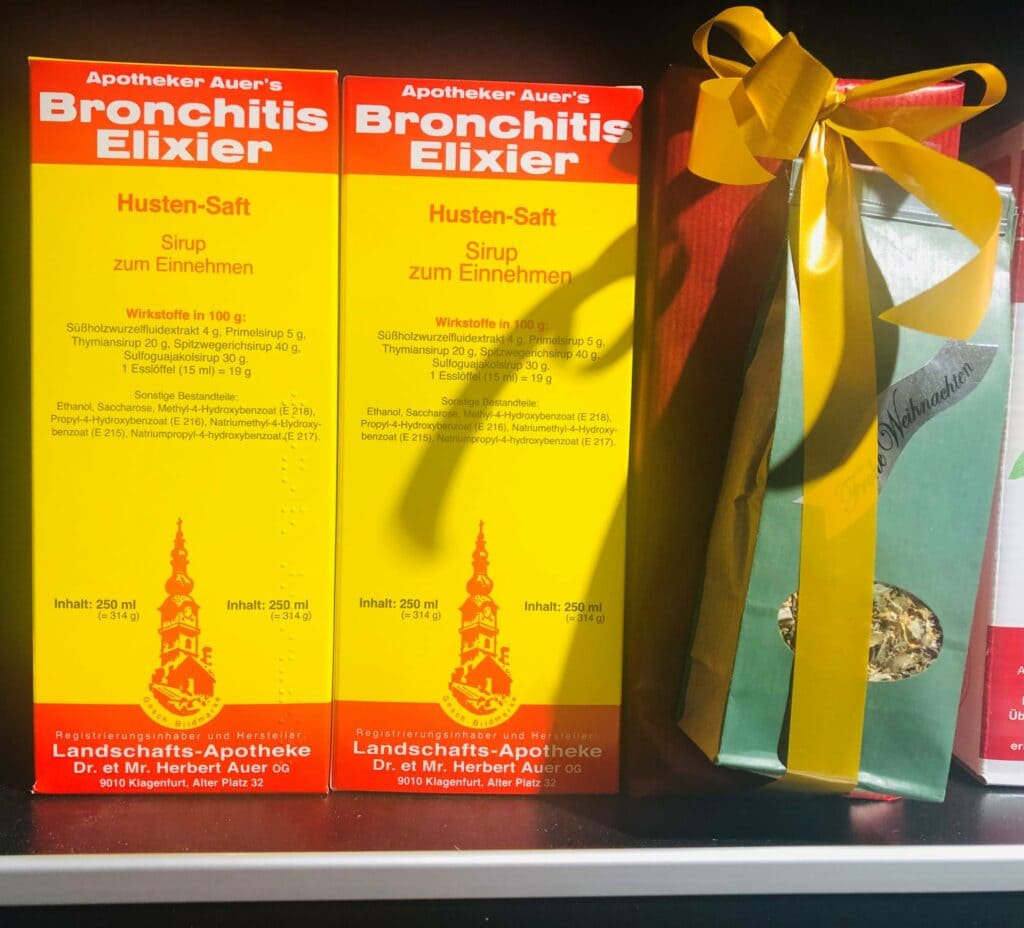 Apotheker Auer's
Bronchitis
Elixier
Husten-Saft
Sirup
zum Einnehmen
Wirkstoffe in 100 g:
Süßholzwurzelfluidextrakt 4 g, Primelsirup 5 g,
Thymiansirup 20 g, Spitzwegerichsirup 40 g,
Sulfoguajakolsirup 30 g.
1 Esslöffel (15 ml) = 19 g
Sonstige Bestandteile:
Ethanol, Saccharose, Methyl-4-Hydroxybenzoat (E 218),
Propyl-4-Hydroxybenzoat (E 216), Natriumethyl-4-Hydroxy-
benzoat (E 215), Natriumpropyl-4-hydroxybenzoat (E 217).
Inhalt: 250 ml
(= 314 g)
Inhalt: 250 ml
(= 314 g)
Gesch. Bildmarke
Registrierungsinhaber und Hersteller:
Landschafts-Apotheke
Dr. et Mr. Herbert Auer OG
9010 Klagenfurt, Alter Platz 32
Apotheker Auer's
Bronchitis
Elixier
Husten-Saft
Sirup
zum Einnehmen
Wirkstoffe in 100 g:
Süßholzwurzelfluidextrakt 4 g, Primelsirup 5 g,
Thymiansirup 20 g, Spitzwegerichsirup 40 g,
Sulfoguajakolsirup 30 g.
1 Esslöffel (15 ml) = 19 g
Sonstige Bestandteile:
Ethanol, Saccharose, Methyl-4-Hydroxybenzoat (E 218),
Propyl-4-Hydroxybenzoat (E 216), Natriumethyl-4-Hydroxy-
benzoat (E 215), Natriumpropyl-4-hydroxybenzoat (E 217).
Inhalt: 250 ml
(= 314 g)
Inhalt: 250 ml
(= 314 g)
Gesch. Bildmarke
Registrierungsinhaber und Hersteller:
Landschafts-Apotheke
Dr. et Mr. Herbert Auer OG
9010 Klagenfurt, Alter Platz 32
Frohe Weihnachten